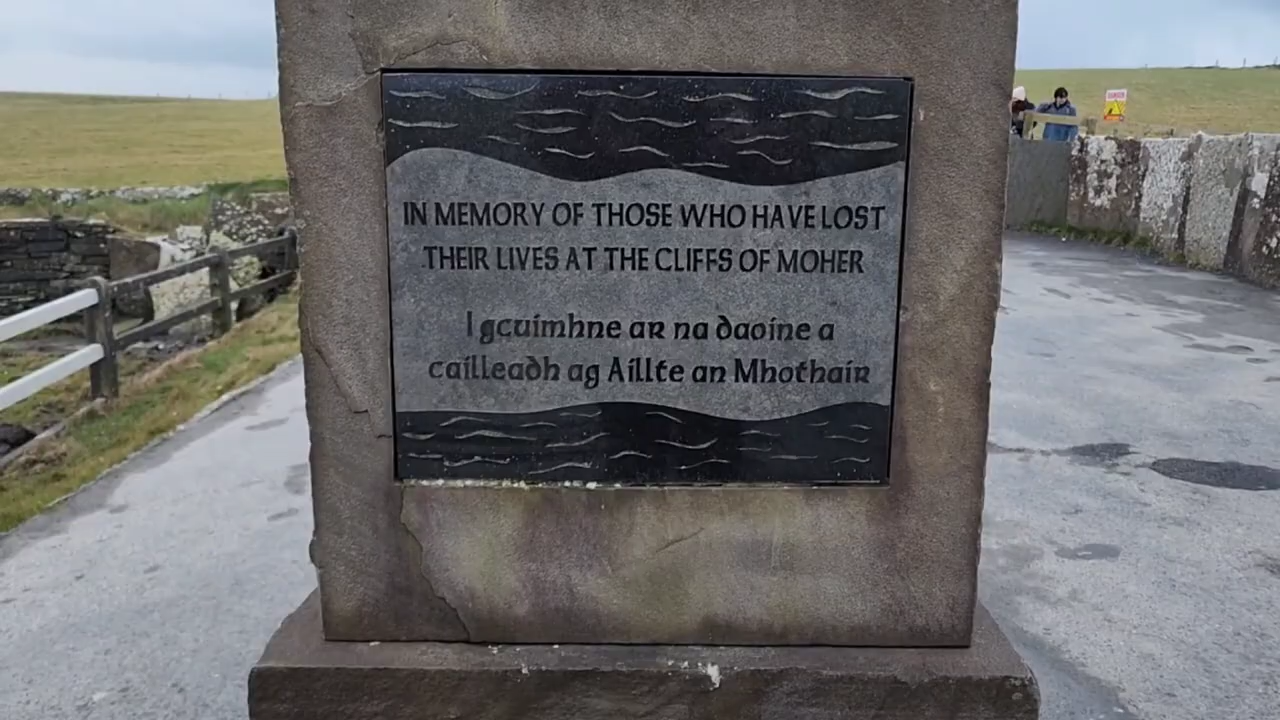 IN MEMORY OF THOSE WHO HAVE LOST
THEIR LIVES AT THE CLIFFS OF MOHER
I gcuimhne ar na daoine a
cailleadh ag Aillte an Mhothair